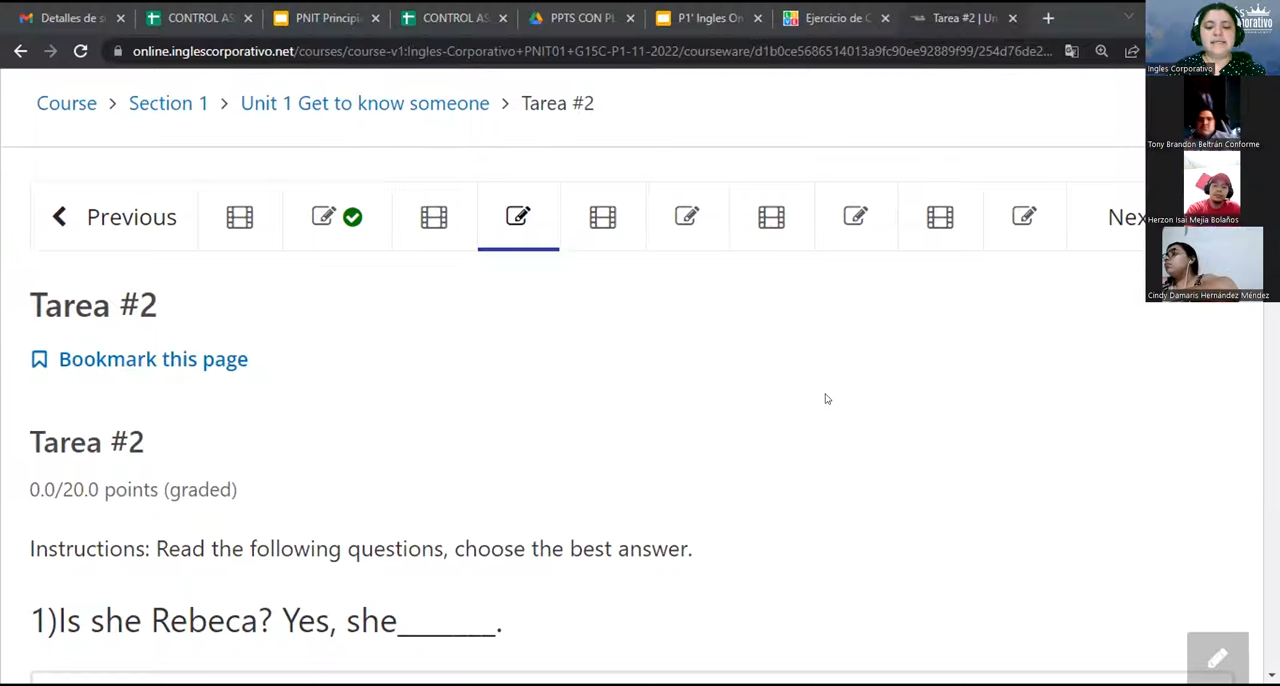 Detalles de s
CONTROL AS
PNIT Principi
CONTROL AS
PPTS CON PL
P1' Ingles On
Ejercicio de C
Tarea #2 | Un
online.inglescorporativo.net/courses/course-v1:Ingles-Corporativo+PNIT01+G15C-P1-11-2022/courseware/d1b0ce5686514013a9fc90ee92889f99/254d76de2...
Ingles Corporativo
Tony Brandon Beltrán Conforme
Herzon Isai Mejia Bolaños
Cindy Damaris Hernández Méndez
Course > Section 1 > Unit 1 Get to know someone > Tarea #2
Previous
Nex
Tarea #2
Bookmark this page
Tarea #2
0.0/20.0 points (graded)
Instructions: Read the following questions, choose the best answer.
1)Is she Rebeca? Yes, she_______.